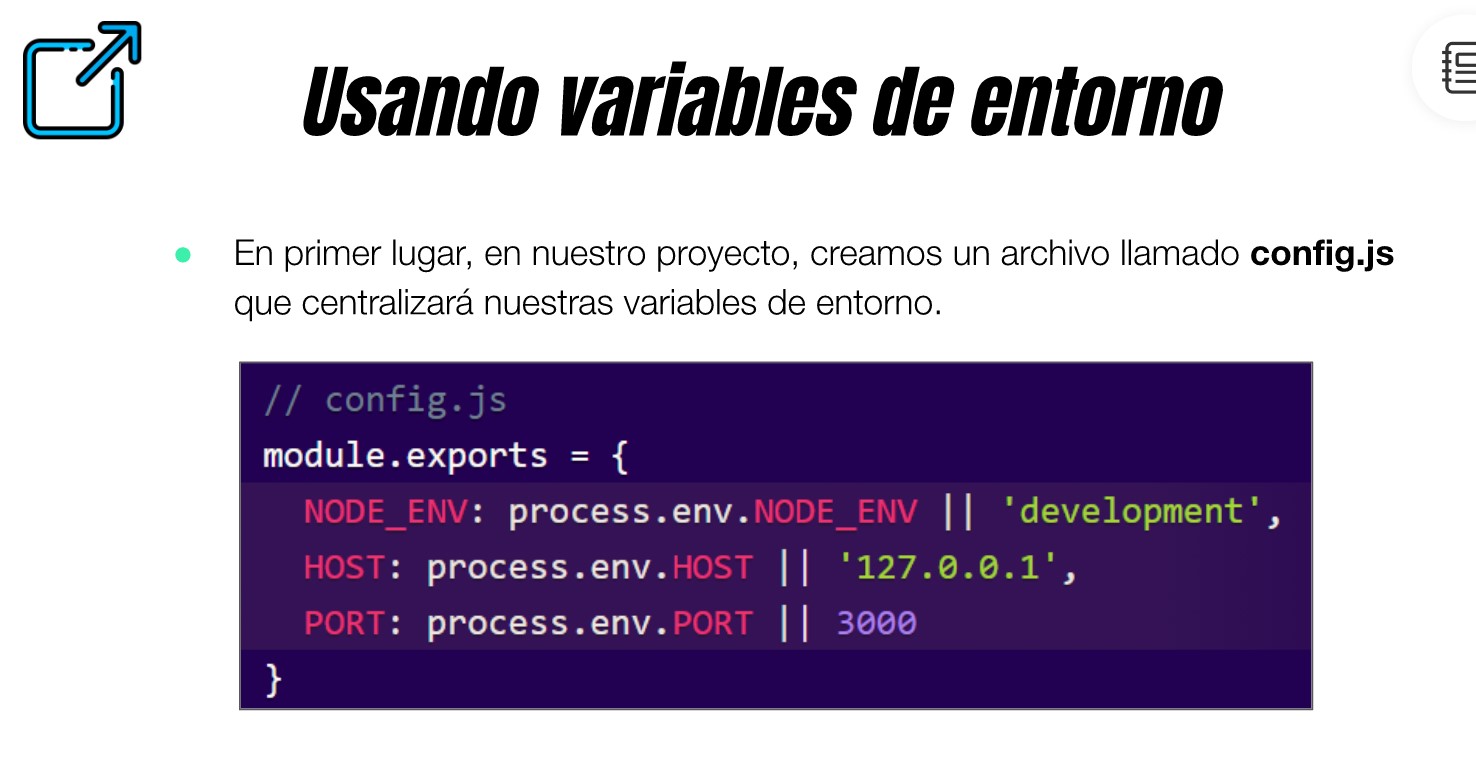 Usando variables de entorno
En primer lugar, en nuestro proyecto, creamos un archivo llamado config.js
que centralizará nuestras variables de entorno.
// config.js
module.exports = {
  NODE_ENV: process.env.NODE_ENV || 'development',
  HOST: process.env.HOST || '127.0.0.1',
  PORT: process.env.PORT || 3000
}